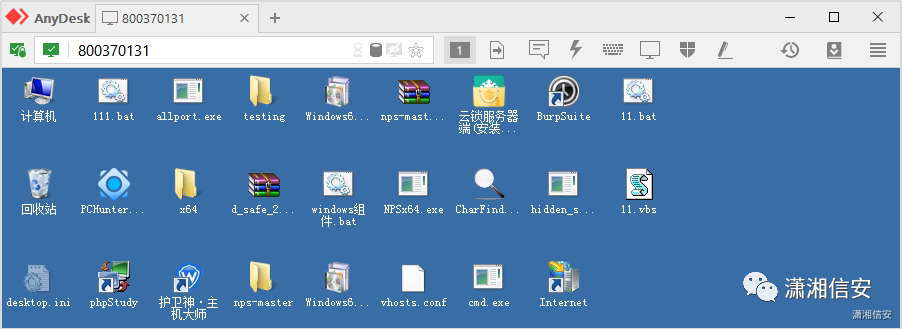 AnyDesk
800370131
800370131
1
计算机
111.bat
allport.exe
testing
Windows6...
nps-mast...
云锁服务器
端(安装...
BurpSuite
11.bat
回收站
PCHunter...
x64
d_safe_2...
windows组
件.bat
NPSx64.exe
CharFind...
hidden_s...
11.vbs
desktop.ini
phpStudy
护卫神·主
机大师
nps-master
Windows6...
vhosts.conf
cmd.exe
Internet
潇湘信安
潇湘信安